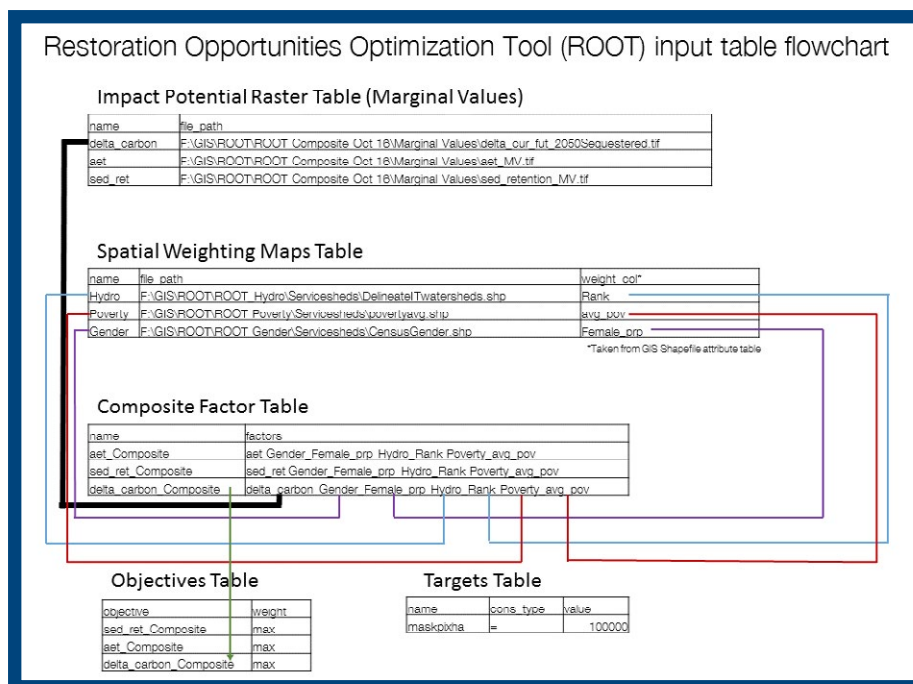 Restoration Opportunities Optimization Tool (ROOT) input table flowchart
Impact Potential Raster Table (Marginal Values)
name file_path
delta_carbon F:\GIS\ROOT\ROOT Composite Oct 16\Marginal Values\delta_cur_fut_2050Sequestered.tif
aet F:\GIS\ROOT\ROOT Composite Oct 16\Marginal Values\aet_MV.tif
sed_ret F:\GIS\ROOT\ROOT Composite Oct 16\Marginal Values\sed_retention_MV.tif
Spatial Weighting Maps Table
name file_path weight_col*
Hydro F:\GIS\ROOT\ROOT_Hydro\Servicesheds\DelineateITwatersheds.shp Rank
Poverty F:\GIS\ROOT\ROOT_Poverty\Servicesheds\povertyavg.shp avg_pov
Gender F:\GIS\ROOT\ROOT_Gender\Servicesheds\CensusGender.shp Female_prp
*Taken from GIS Shapefile attribute table
Composite Factor Table
name factors
aet_Composite aet Gender_Female_prp Hydro_Rank Poverty_avg_pov
sed_ret_Composite sed_ret Gender_Female_prp Hydro_Rank Poverty_avg_pov
delta_carbon_Composite delta_carbon Gender_Female_prp Hydro_Rank Poverty_avg_pov
Objectives Table
objective weight
sed_ret_Composite max
aet_Composite max
delta_carbon_Composite max
Targets Table
name cons_type value
maskpixha = 100000